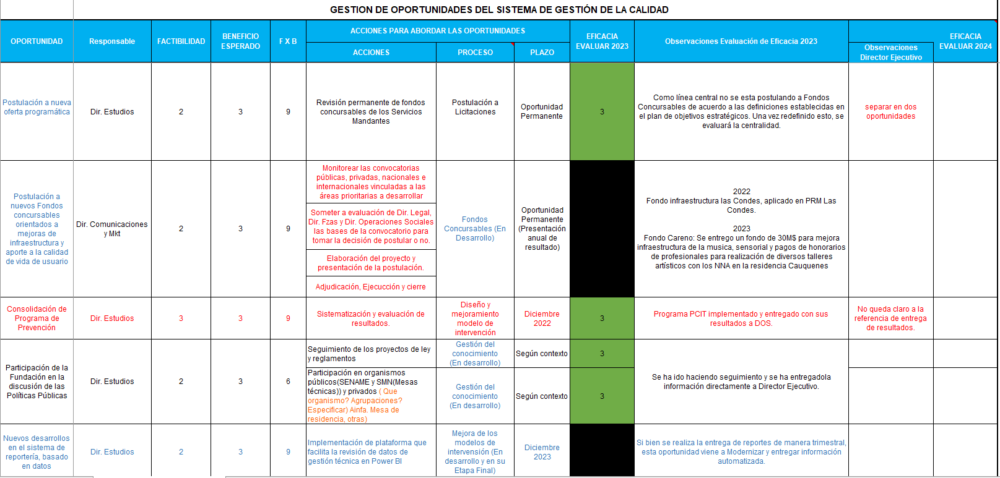 GESTION DE OPORTUNIDADES DEL SISTEMA DE GESTIÓN DE LA CALIDAD
OPORTUNIDAD
Responsable
FACTIBILIDAD
BENEFICIO
ESPERADO
F X B
ACCIONES PARA ABORDAR LAS OPORTUNIDADES
ACCIONES
PROCESO
PLAZO
EFICACIA
EVALUAR 2023
Observaciones Evaluación de Eficacia 2023
Observaciones
Director Ejecutivo
EFICACIA
EVALUAR 2024
Postulación a nueva
oferta programática
Dir. Estudios
2
3
9
Revisión permanente de fondos
concursables de los Servicios
Mandantes
Postulación a
Licitaciones
Oportunidad
Permanente
3
Como línea central no se esta postulando a Fondos
Concursables de acuerdo a las definiciones establecidas en
el plan de objetivos estratégicos. Una vez redefinido esto, se
evaluará la centralidad.
separar en dos
oportunidades
Postulación a
nuevos Fondos
concursables
orientados a
mejoras de
infraestructura y
aporte a la calidad
de vida de usuario
Dir. Comunicaciones
y Mkt
2
3
9
Monitorear las convocatorias
públicas, privadas, nacionales e
internacionales vinculadas a las
áreas prioritarias a desarrollar
Someter a evaluación de Dir. Legal,
Dir. Fzas y Dir. Operaciones Sociales
las bases de la convocatorio para
tomar la decisión de postular o no.
Elaboración del proyecto y
presentación de la postulación.
Adjudicación, Ejecucción y cierre
Fondos
Concursables (En
Desarrollo)
Oportunidad
Permanente
(Presentación
anual de
resultado)
2022
Fondo infraestructura las Condes, aplicado en PRM Las
Condes.
2023
Fondo Careno: Se entrego un fondo de 30M$ para mejora
infraestructura de la musica, sensorial y pagos de honorarios
de profesionales para realización de diversos talleres
artísticos con los NNA en la residencia Cauquenes
Consolidación de
Programa de
Prevención
Dir. Estudios
3
3
9
Sistematización y evaluación de
resultados.
Diseño y
mejoramiento
modelo de
intervención
Diciembre
2022
3
Programa PCIT implementado y entregado con sus
resultados a DOS.
No queda claro a la
referencia de entrega
de resultados.
Participación de la
Fundación en la
discusión de las
Políticas Públicas
Dir. Estudios
2
3
6
Seguimiento de los proyectos de ley
y reglamentos
Gestión del
conocimiento
(En desarrollo)
Según contexto
3
Participación en organismos
públicos(SENAME y SMN(Mesas
técnicas)) y privados ( Que
organismo? Agrupaciones?
Especificar) Ainfa. Mesa de
residencia, otras)
Gestión del
conocimiento
(En desarrollo)
Según contexto
3
Se ha ido haciendo seguimiento y se ha entregadola
información directamente a Director Ejecutivo.
Nuevos desarrollos
en el sistema de
reportería, basado
en datos
Dir. Estudios
2
3
9
Implementación de plataforma que
facilita la revisión de datos de
gestión técnica en Power BI
Mejora de los
modelos de
intervensión (En
desarrollo y en su
Etapa Final)
Diciembre
2023
Si bien se realiza la entrega de reportes de manera trimestral,
esta oportunidad viene a Modernizar y entregar información
automatizada.